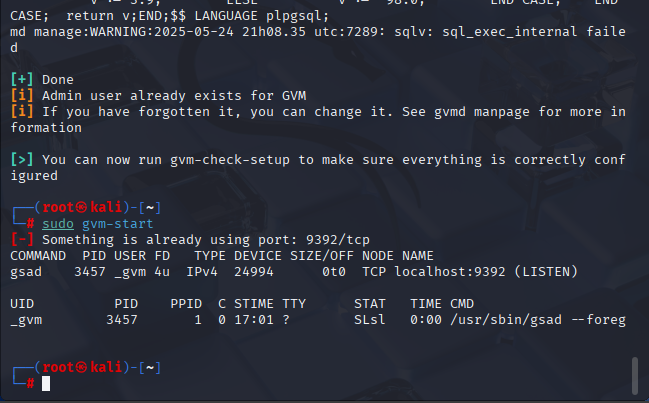 CASE;  return v;END;$$ LANGUAGE plpgsql;
md manage:WARNING:2025-05-24 21h08.35 utc:7289: sql_exec_internal faile
d

[+] Done
[i] Admin user already exists for GVM
[i] If you have forgotten it, you can change it. See gvmd manpage for more in
formation

[>] You can now run gvm-check-setup to make sure everything is correctly conf
igured

┌──(root㉿kali)-[~]
└─# sudo gvm-start
[-] Something is already using port: 9392/tcp
COMMAND  PID USER FD   TYPE DEVICE SIZE/OFF NODE NAME
gsad    3457 _gvm 4u  IPv4  24994      0t0  TCP localhost:9392 (LISTEN)

UID          PID    PPID  C STIME TTY      STAT   TIME CMD
_gvm        3457       1  0 17:01 ?        SLsl   0:00 /usr/sbin/gsad --foreg

┌──(root㉿kali)-[~]
└─#